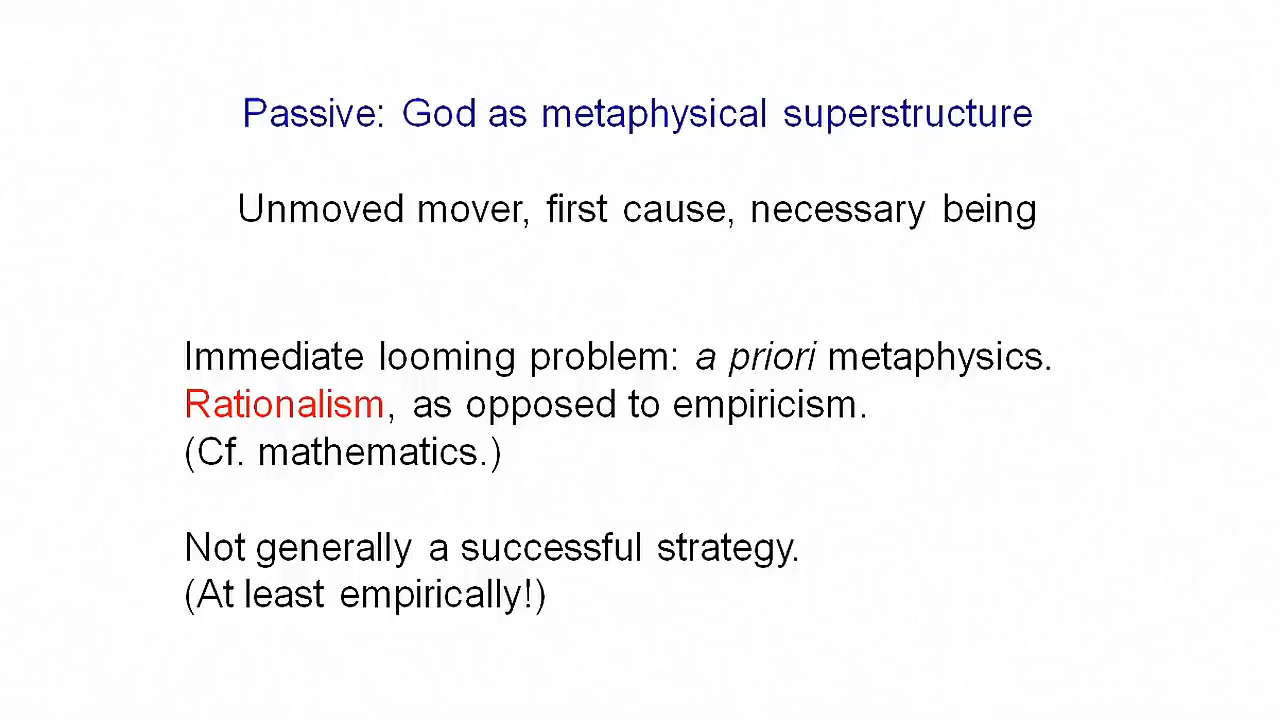 Passive: God as metaphysical superstructure
Unmoved mover, first cause, necessary being
Immediate looming problem: a priori metaphysics.
Rationalism, as opposed to empiricism.
(Cf. mathematics.)
Not generally a successful strategy.
(At least empirically!)